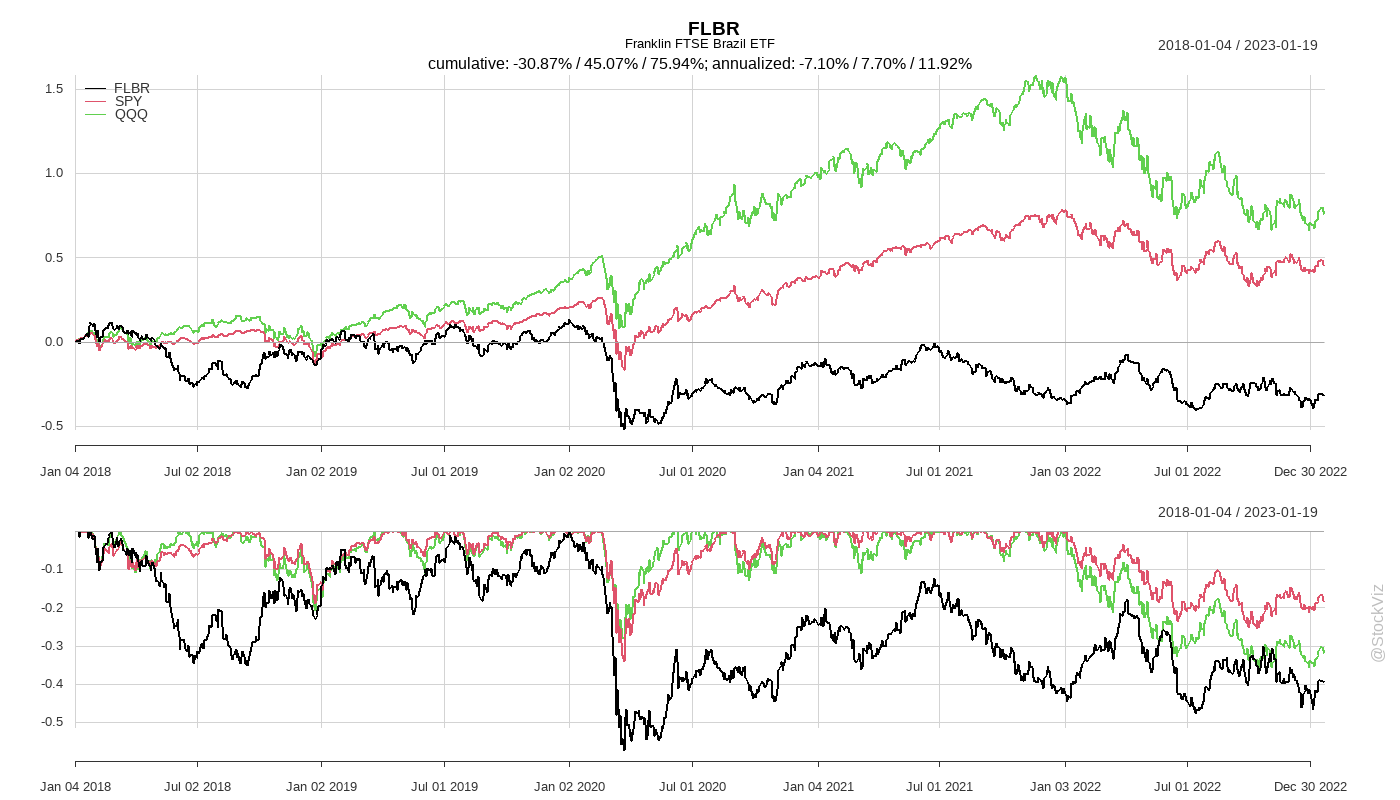 FLBR
Franklin FTSE Brazil ETF
2018-01-04 / 2023-01-19
cumulative: -30.87% / 45.07% / 75.94%; annualized: -7.10% / 7.70% / 11.92%
FLBR
SPY
QQQ
1.5
1.0
0.5
0.0
-0.5
Jan 04 2018 Jul 02 2018 Jan 02 2019 Jul 01 2019 Jan 02 2020 Jul 01 2020 Jan 04 2021 Jul 01 2021 Jan 03 2022 Jul 01 2022 Dec 30 2022
2018-01-04 / 2023-01-19
-0.1
-0.2
-0.3
-0.4
-0.5
Jan 04 2018 Jul 02 2018 Jan 02 2019 Jul 01 2019 Jan 02 2020 Jul 01 2020 Jan 04 2021 Jul 01 2021 Jan 03 2022 Jul 01 2022 Dec 30 2022
@StockViz